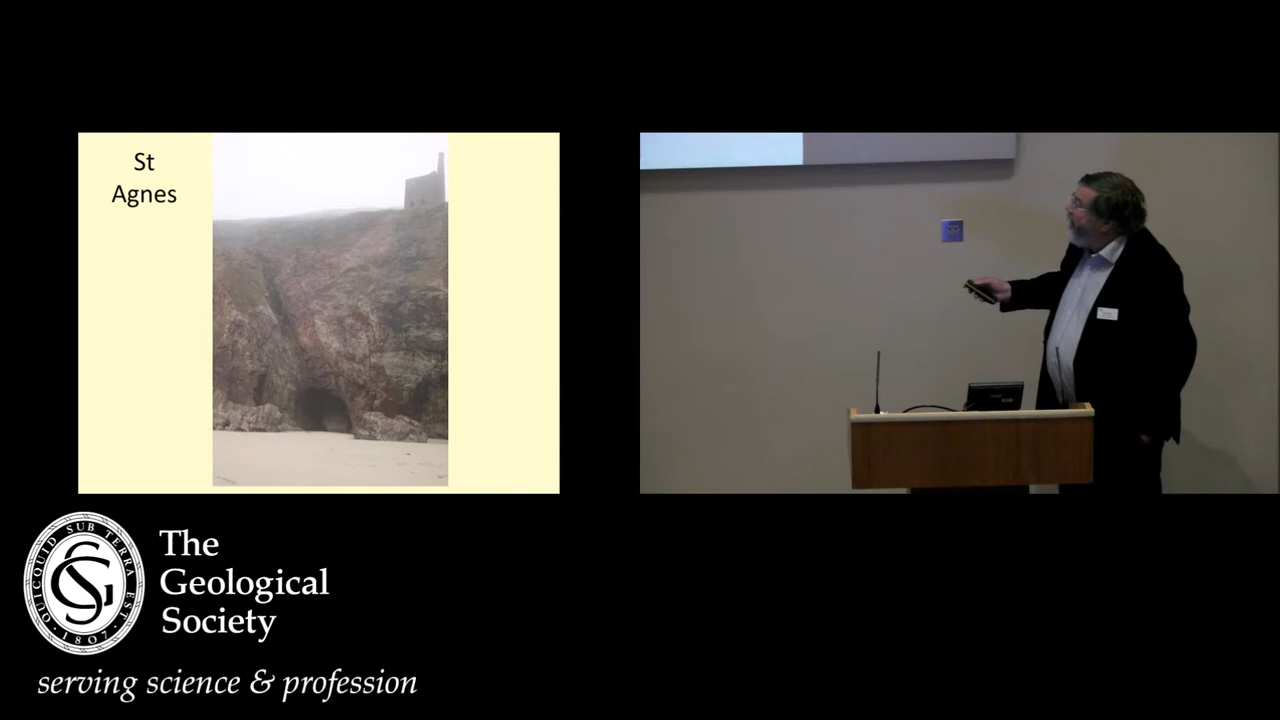 St
Agnes
QUICQUID SUB TERRA EST
· 1807 ·
The
Geological
Society
serving science & profession